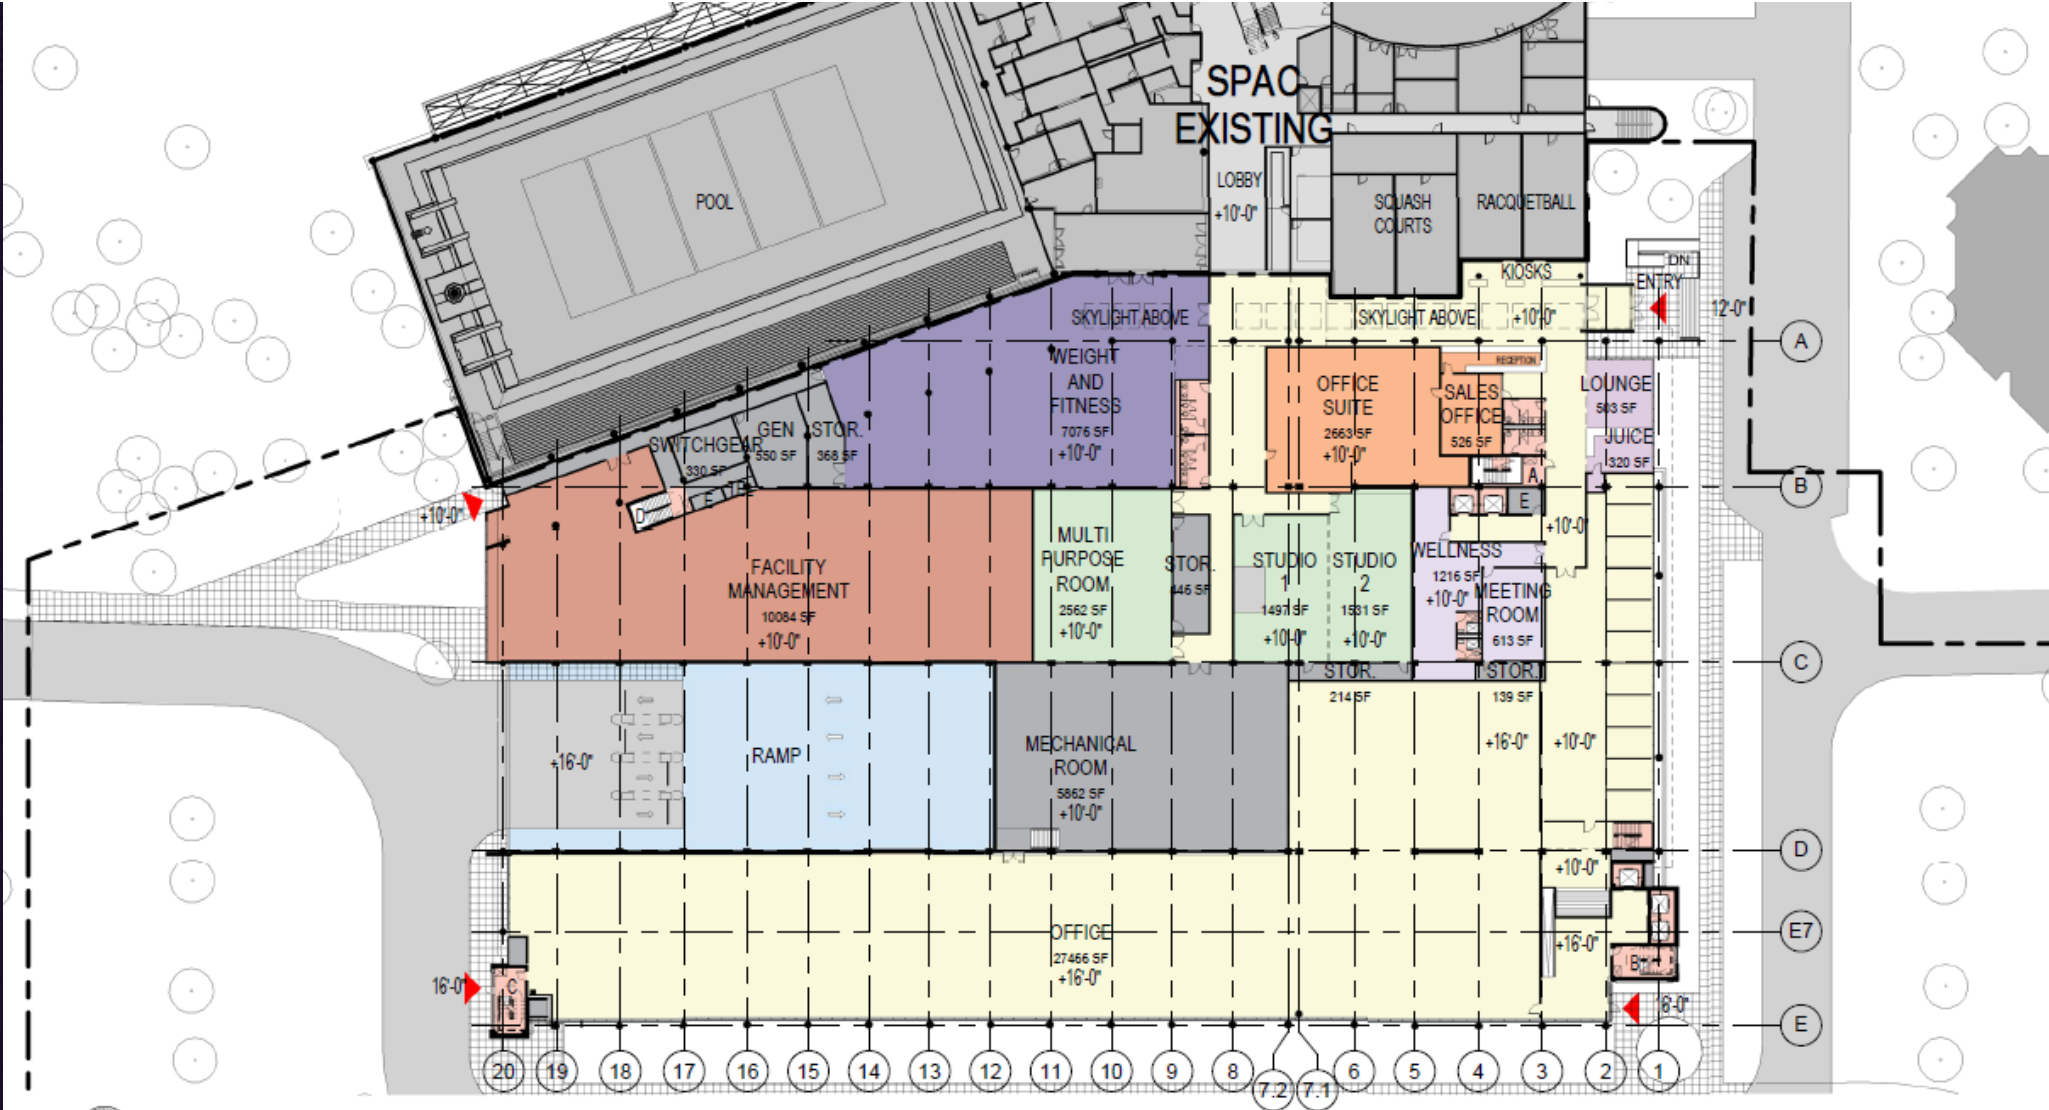 SPAC
EXISTING
POOL
LOBBY
+10'-0"
SQUASH
COURTS
RACQUETBALL
KIOSKS
DN
ENTRY
12'-0"
SKYLIGHT ABOVE
SKYLIGHT ABOVE
+10'-0"
A
WEIGHT
AND
FITNESS
7076 SF
+10'-0"
OFFICE
SUITE
2663 SF
+10'-0"
RECEPTION
SALES
OFFICE
526 SF
LOUNGE
503 SF
JUICE
320 SF
SWITCHGEAR
330 SF
GEN
550 SF
STOR.
368 SF
A
B
E
TEL
D
E
+10'-0"
+10'-0"
FACILITY
MANAGEMENT
10084 SF
+10'-0"
MULTI
PURPOSE
ROOM
2562 SF
+10'-0"
STOR.
446 SF
STUDIO
1
1497 SF
+10'-0"
STUDIO
2
1531 SF
+10'-0"
WELLNESS
1216 SF
+10'-0"
MEETING
ROOM
613 SF
C
STOR.
214 SF
STOR.
139 SF
+16'-0"
RAMP
MECHANICAL
ROOM
5862 SF
+10'-0"
+16'-0"
+10'-0"
D
+10'-0"
OFFICE
27466 SF
+16'-0"
+16'-0"
E7
B
16'-0"
C
6'-0"
E
20
19
18
17
16
15
14
13
12
11
10
9
8
7.2
7.1
6
5
4
3
2
1